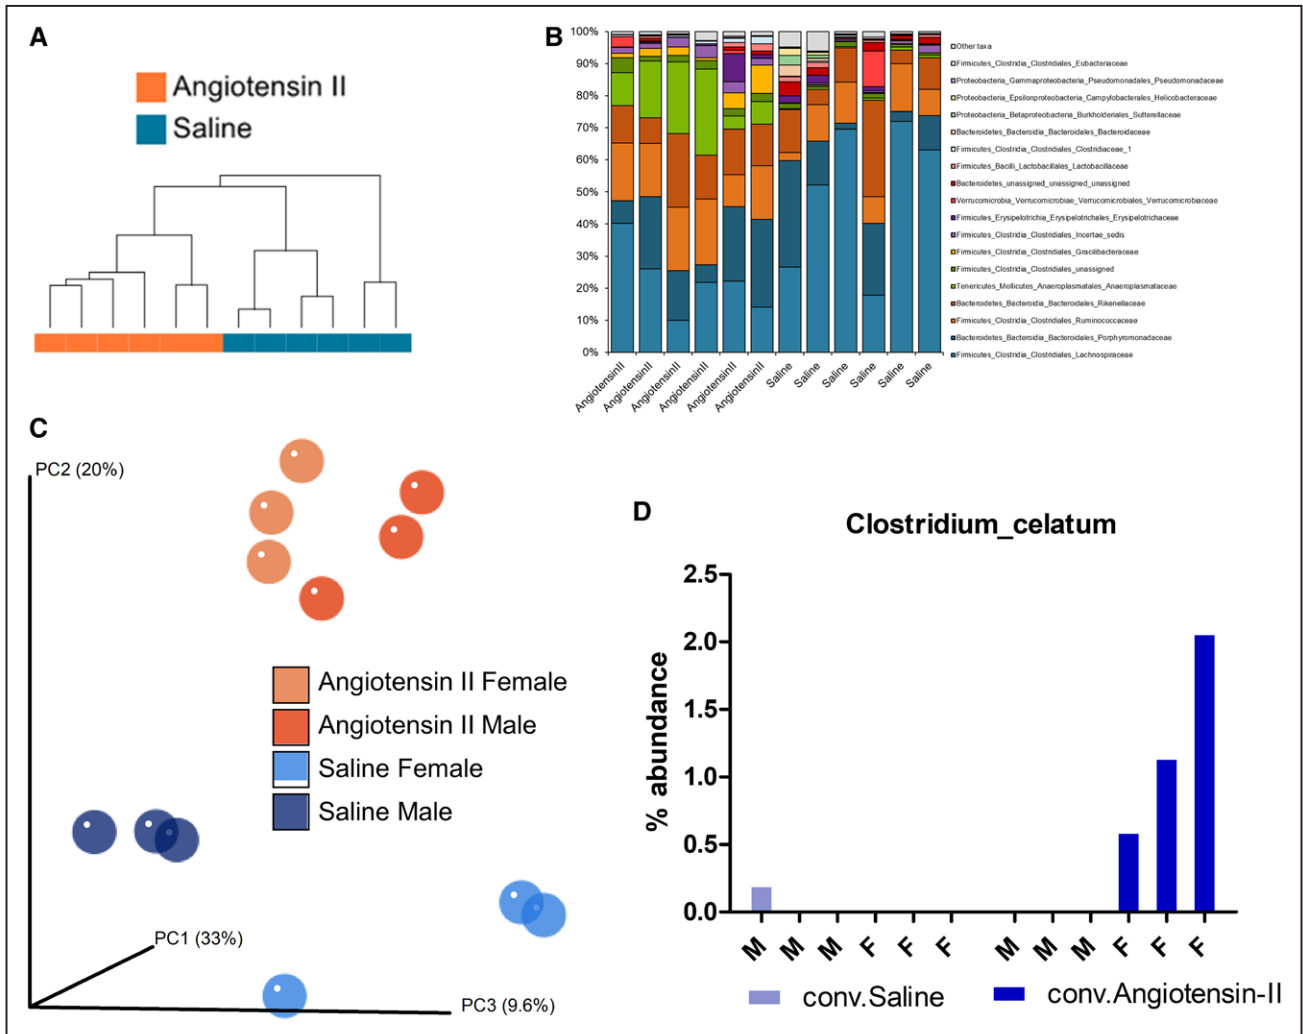 A
Angiotensin II
Saline
B
100%
90%
80%
70%
60%
50%
40%
30%
20%
10%
0%
AngiotensinII
AngiotensinII
AngiotensinII
AngiotensinII
AngiotensinII
AngiotensinII
Saline
Saline
Saline
Saline
Saline
Saline
Other taxa
Firmicutes_Clostridia_Clostridiales_Eubacteriaceae
Proteobacteria_Gammaproteobacteria_Pseudomonadales_Pseudomonadaceae
Proteobacteria_Epsilonproteobacteria_Campylobacterales_Helicobacteraceae
Proteobacteria_Betaproteobacteria_Burkholderiales_Sutterellaceae
Bacteroidetes_Bacteroidia_Bacteroidales_Bacteroidaceae
Firmicutes_Clostridia_Clostridiales_Clostridiaceae_1
Firmicutes_Bacilli_Lactobacillales_Lactobacillaceae
Bacteroidetes_unassigned_unassigned_unassigned
Verrucomicrobia_Verrucomicrobiae_Verrucomicrobiales_Verrucomicrobiaceae
Firmicutes_Erysipelotrichia_Erysipelotrichales_Erysipelotrichaceae
Firmicutes_Clostridia_Clostridiales_Incertae_sedis
Firmicutes_Clostridia_Clostridiales_Gracilibacteraceae
Firmicutes_Clostridia_Clostridiales_unassigned
Tenericutes_Mollicutes_Anaeroplasmatales_Anaeroplasmataceae
Bacteroidetes_Bacteroidia_Bacteroidales_Rikenellaceae
Firmicutes_Clostridia_Clostridiales_Ruminococcaceae
Bacteroidetes_Bacteroidia_Bacteroidales_Porphyromonadaceae
Firmicutes_Clostridia_Clostridiales_Lachnospiraceae
C
PC2 (20%)
Angiotensin II Female
Angiotensin II Male
Saline Female
Saline Male
PC1 (33%)
PC3 (9.6%)
D
Clostridium_celatum
% abundance
2.5
2.0
1.5
1.0
0.5
0.0
M M M F F F M M M F F F
conv.Saline
conv.Angiotensin-II